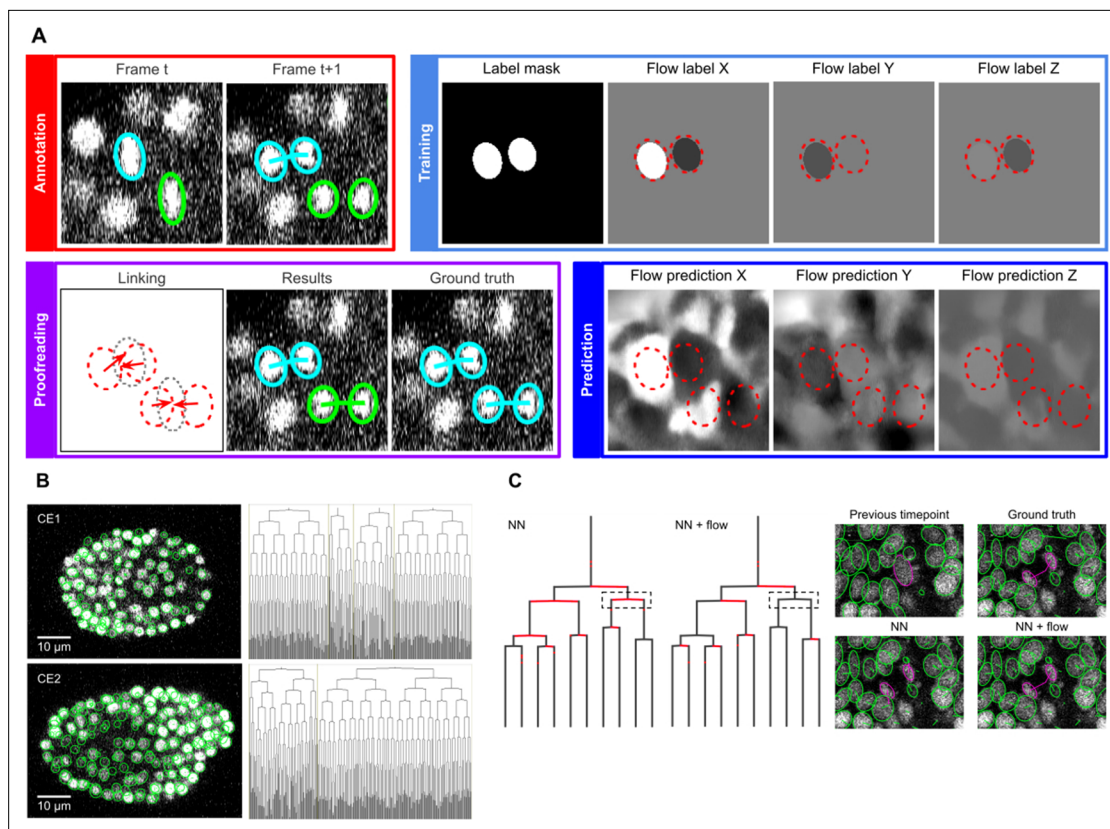 A
Annotation
Frame t
Frame t+1
Training
Label mask
Flow label X
Flow label Y
Flow label Z
Proofreading
Linking
Results
Ground truth
Prediction
Flow prediction X
Flow prediction Y
Flow prediction Z
B
CE1
10 µm
CE2
10 µm
C
NN
NN + flow
Previous timepoint
Ground truth
NN
NN + flow